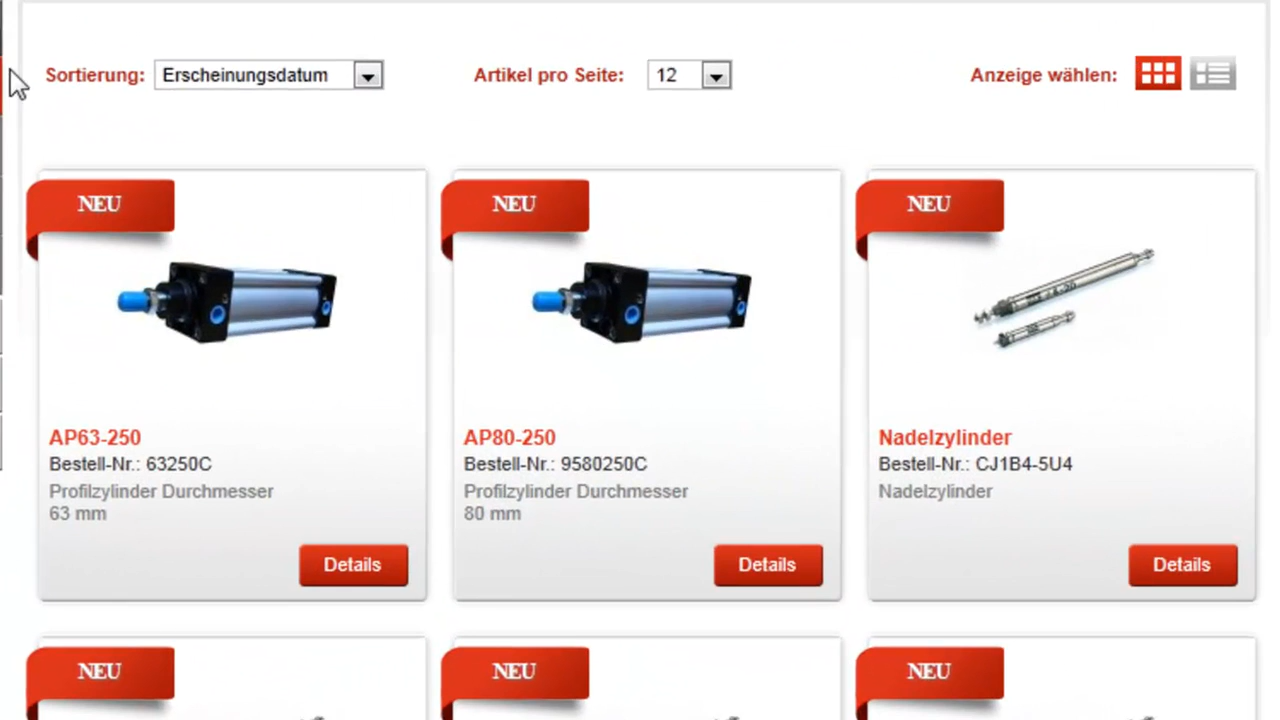 Sortierung: Erscheinungsdatum Artikel pro Seite: 12 Anzeige wählen:
NEU NEU NEU
AP63-250
Bestell-Nr.: 63250C
Profilzylinder Durchmesser
63 mm
Details
AP80-250
Bestell-Nr.: 9580250C
Profilzylinder Durchmesser
80 mm
Details
Nadelzylinder
Bestell-Nr.: CJ1B4-5U4
Nadelzylinder
Details
NEU NEU NEU